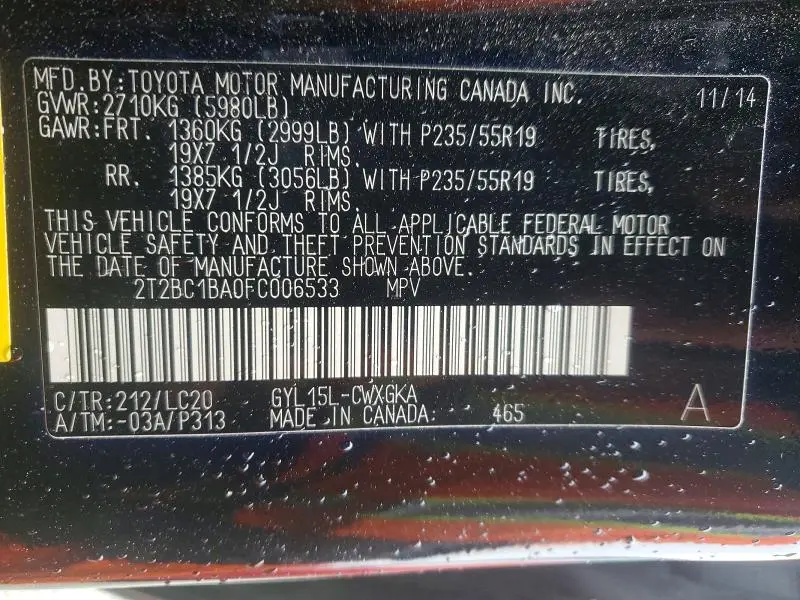 MFD.BY:TOYOTA MOTOR MANUFACTURING CANADA INC. 11/14
GVWR:2710KG (5980LB)
GAWR:FRT. 1360KG (2999LB) WITH P235/55R19 TIRES,
19X7 1/2J RIMS.
RR. 1385KG (3056LB) WITH P235/55R19 TIRES,
19X7 1/2J RIMS.
THIS VEHICLE CONFORMS TO ALL APPLICABLE FEDERAL MOTOR
VEHICLE SAFETY AND THEFT PREVENTION STANDARDS IN EFFECT ON
THE DATE OF MANUFACTURE SHOWN ABOVE.
2T2BC1BA0FC006533 MPV
C/TR:212/LC20 GYL15L-CWXGKA A
A/TM:-03A/P313 MADE IN CANADA: 465